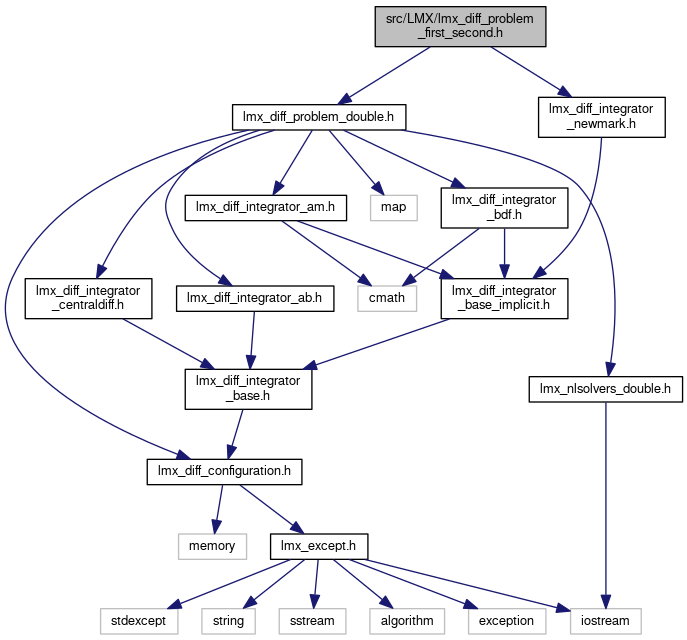 src/LMX/lmx_diff_problem
_first_second.h
lmx_diff_problem_double.h
lmx_diff_integrator
_newmark.h
lmx_diff_integrator_am.h
map
lmx_diff_integrator
_bdf.h
lmx_diff_integrator
_centraldiff.h
lmx_diff_integrator_ab.h
cmath
lmx_diff_integrator
_base_implicit.h
lmx_diff_integrator
_base.h
lmx_nlsolvers_double.h
lmx_diff_configuration.h
memory
lmx_except.h
stdexcept
string
sstream
algorithm
exception
iostream